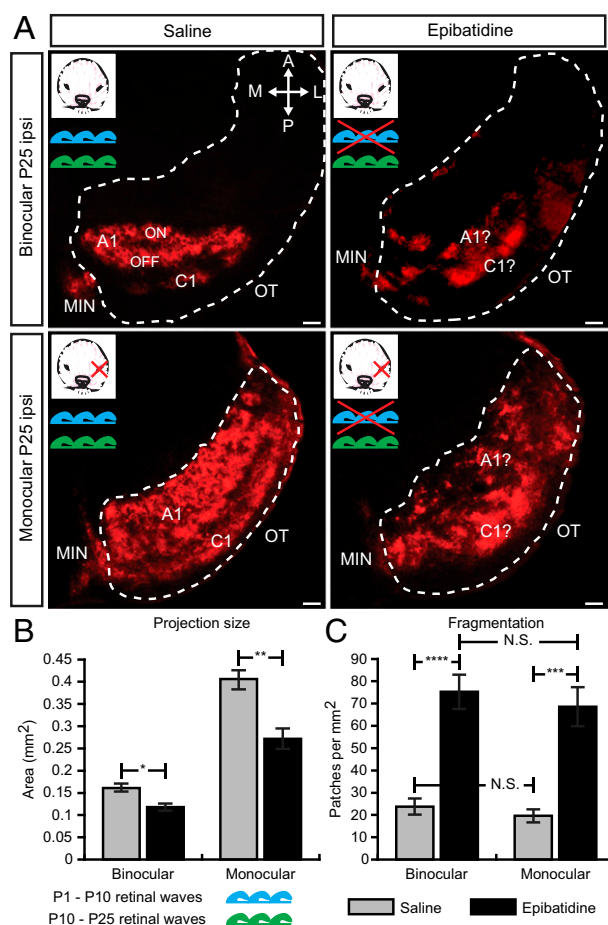 A
Saline
Epibatidine
Binocular P25 ipsi
A
M
L
P
A1
ON
OFF
C1
MIN
OT
A1?
C1?
MIN
OT
Monocular P25 ipsi
A1
C1
MIN
OT
A1?
C1?
MIN
OT
B
Projection size
Area (mm2)
0.45
0.4
0.35
0.3
0.25
0.2
0.15
0.1
0.05
0
*
**
Binocular
Monocular
P1 - P10 retinal waves
P10 - P25 retinal waves
C
Fragmentation
Patches per mm2
90
80
70
60
50
40
30
20
10
0
N.S.
****
***
N.S.
Binocular
Monocular
Saline
Epibatidine